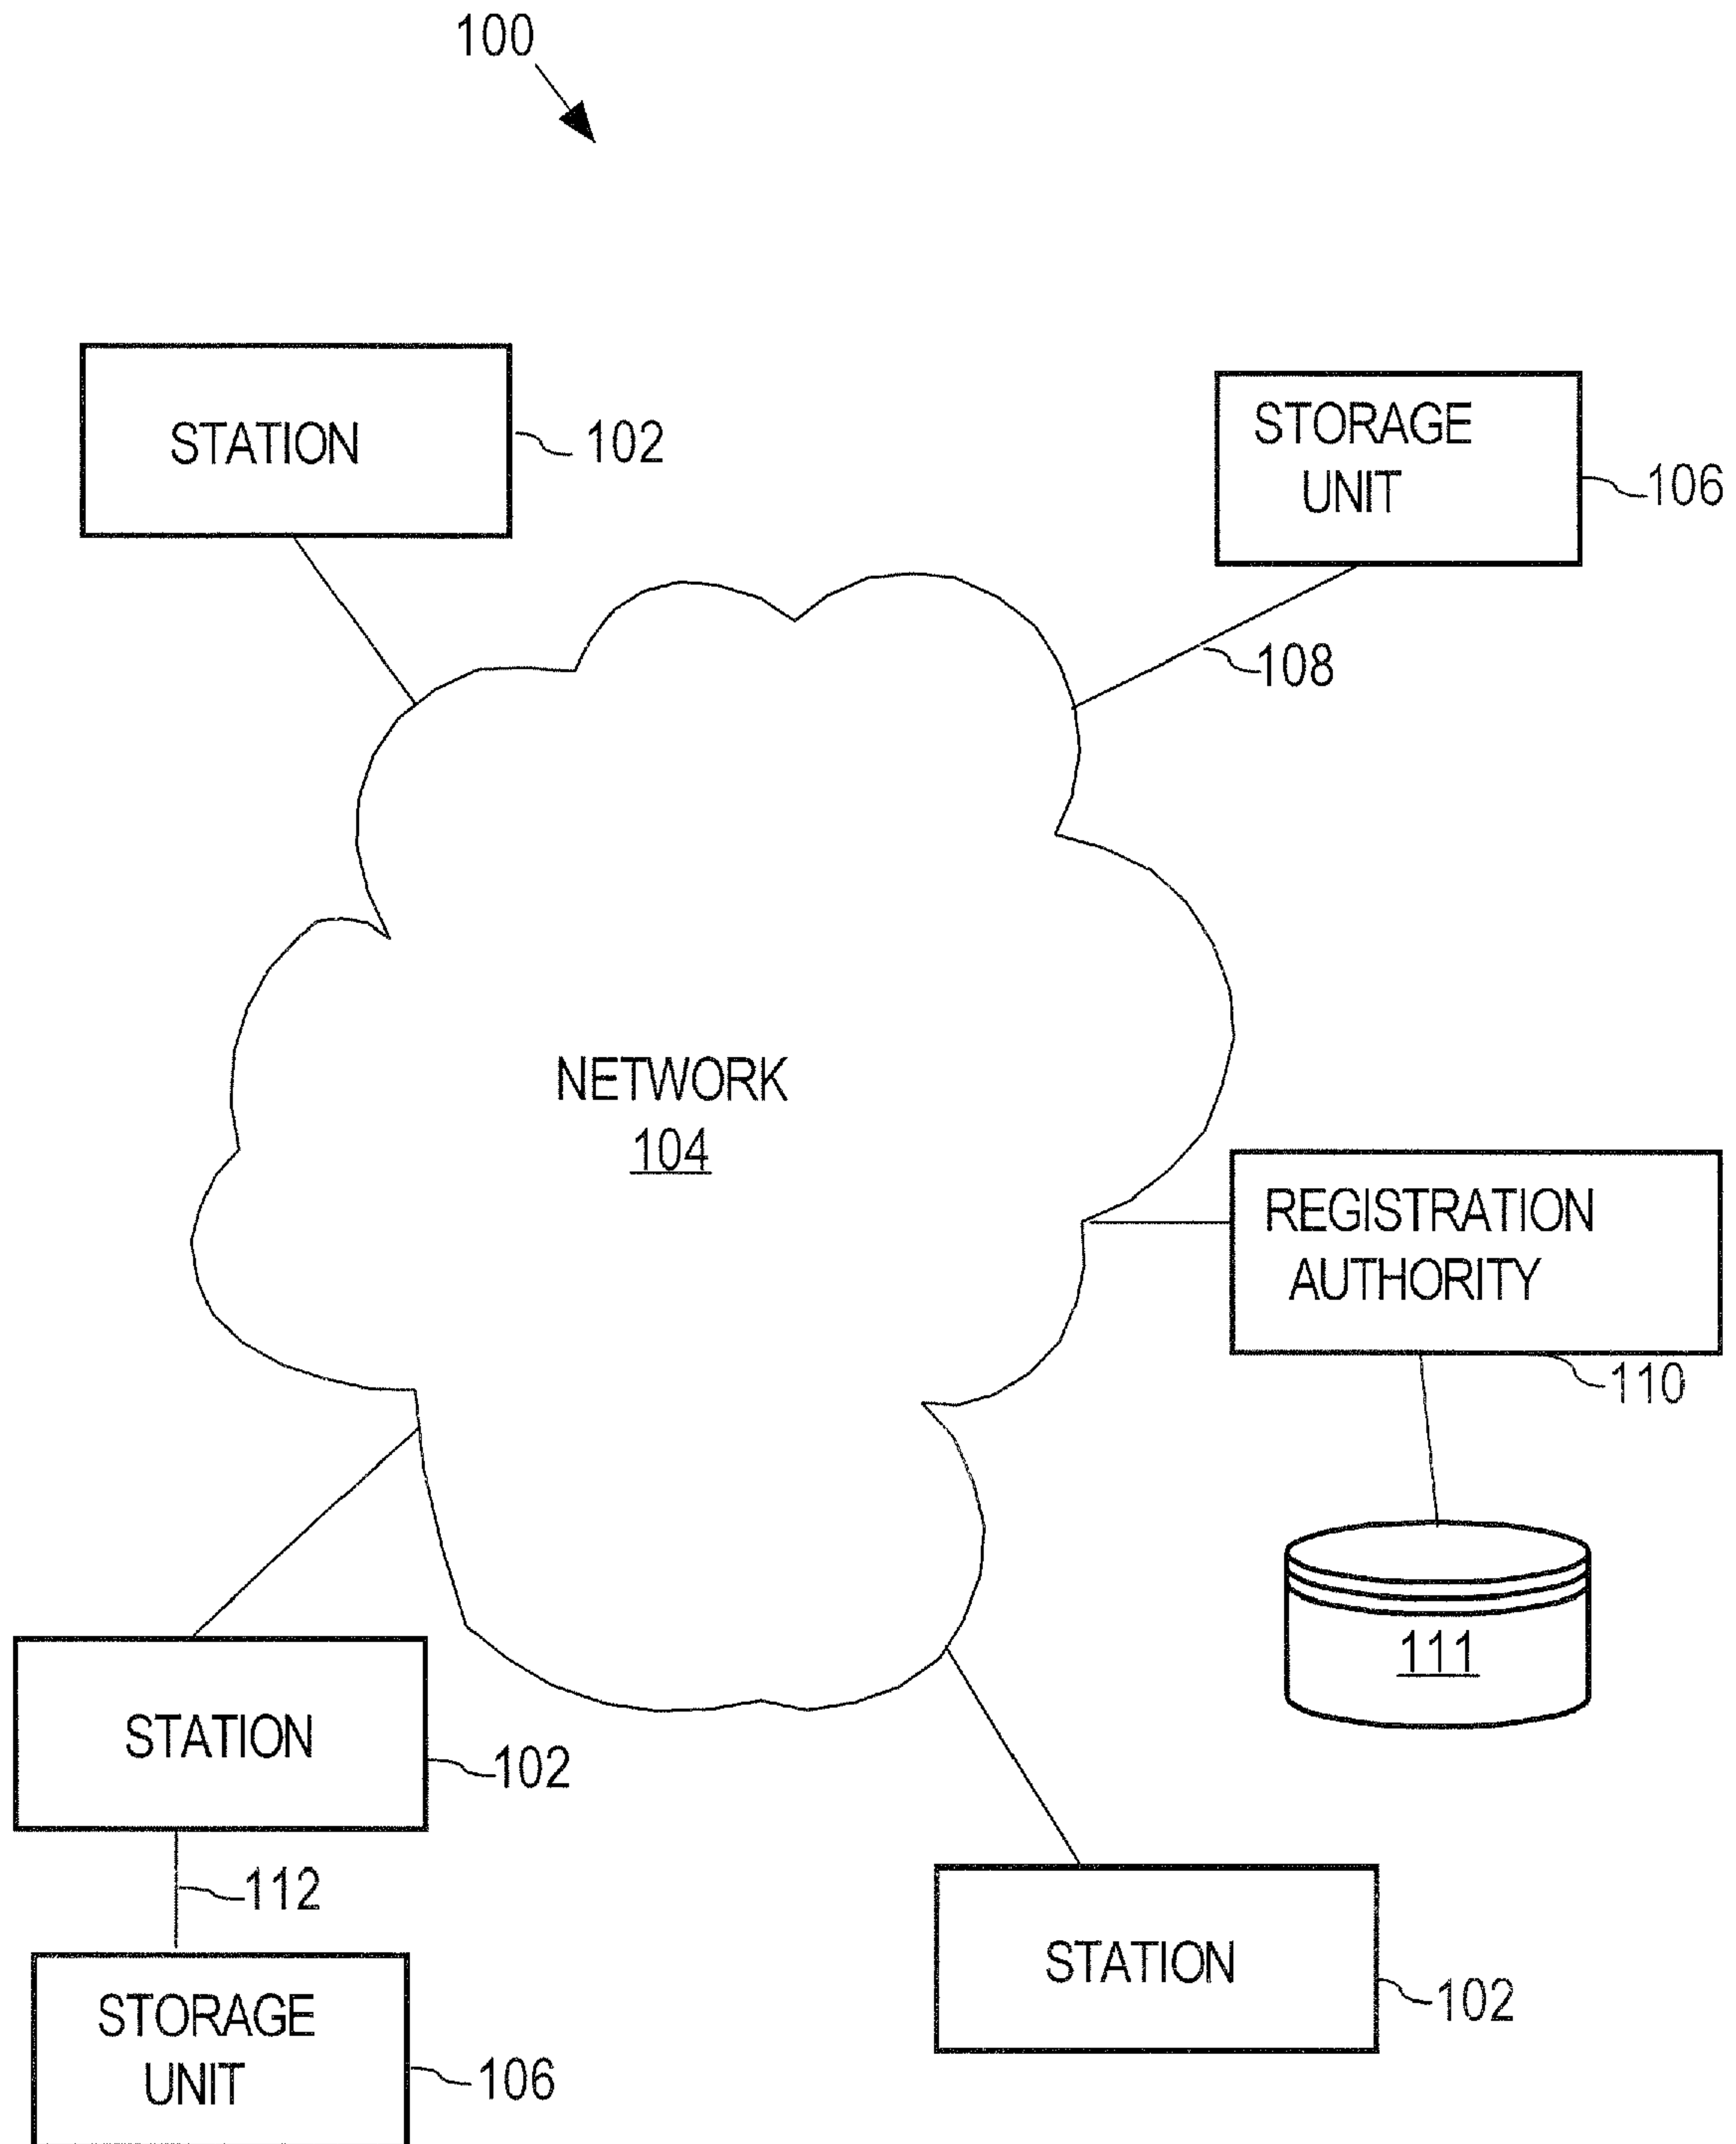 100
STATION
102
STORAGE
UNIT
106
108
NETWORK
104
REGISTRATION
AUTHORITY
110
111
STATION
102
112
STATION
102
STORAGE
UNIT
106